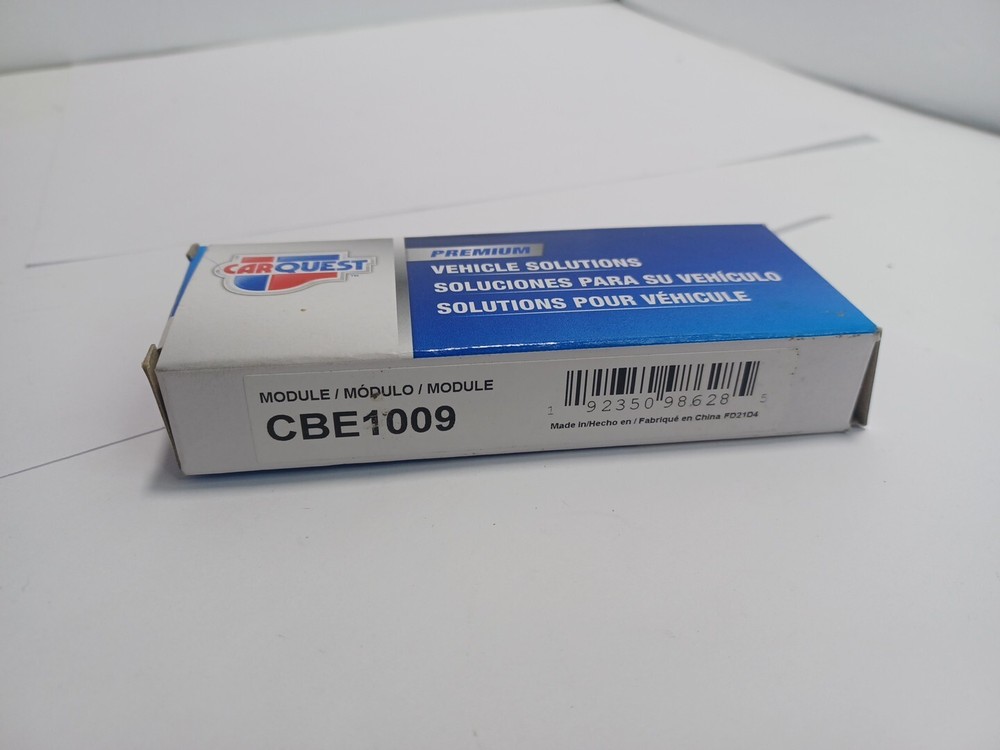 CARQUEST
PREMIUM
VEHICLE SOLUTIONS
SOLUCIONES PARA SU VEHÍCULO
SOLUTIONS POUR VÉHICULE
MODULE / MÓDULO / MODULE
CBE1009
1 92350 98628 5
Made in/Hecho en / Fabriqué en China FD21D4